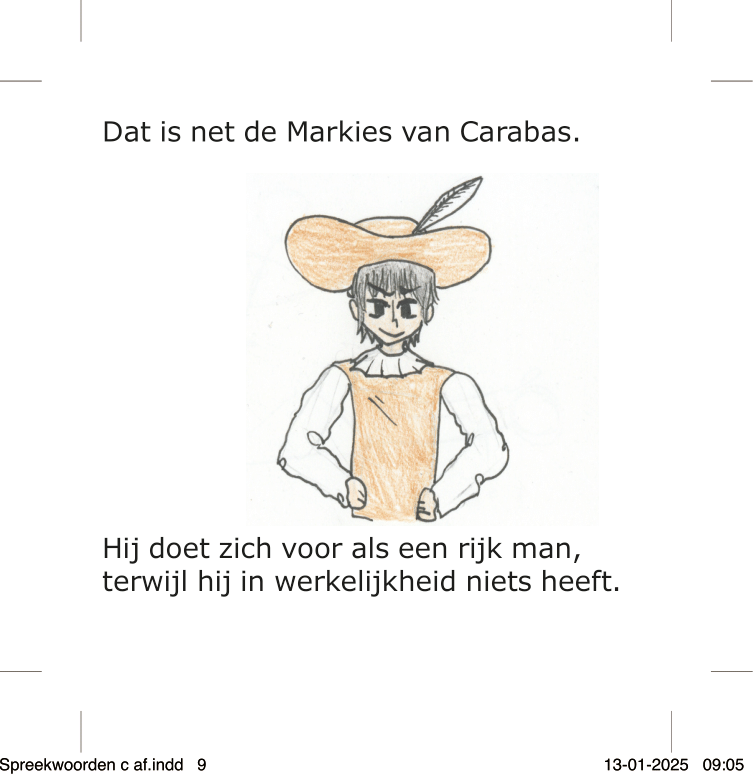 Dat is net de Markies van Carabas.
Hij doet zich voor als een rijk man,
terwijl hij in werkelijkheid niets heeft.
Spreekwoorden c af.indd   9
13-01-2025   09:05